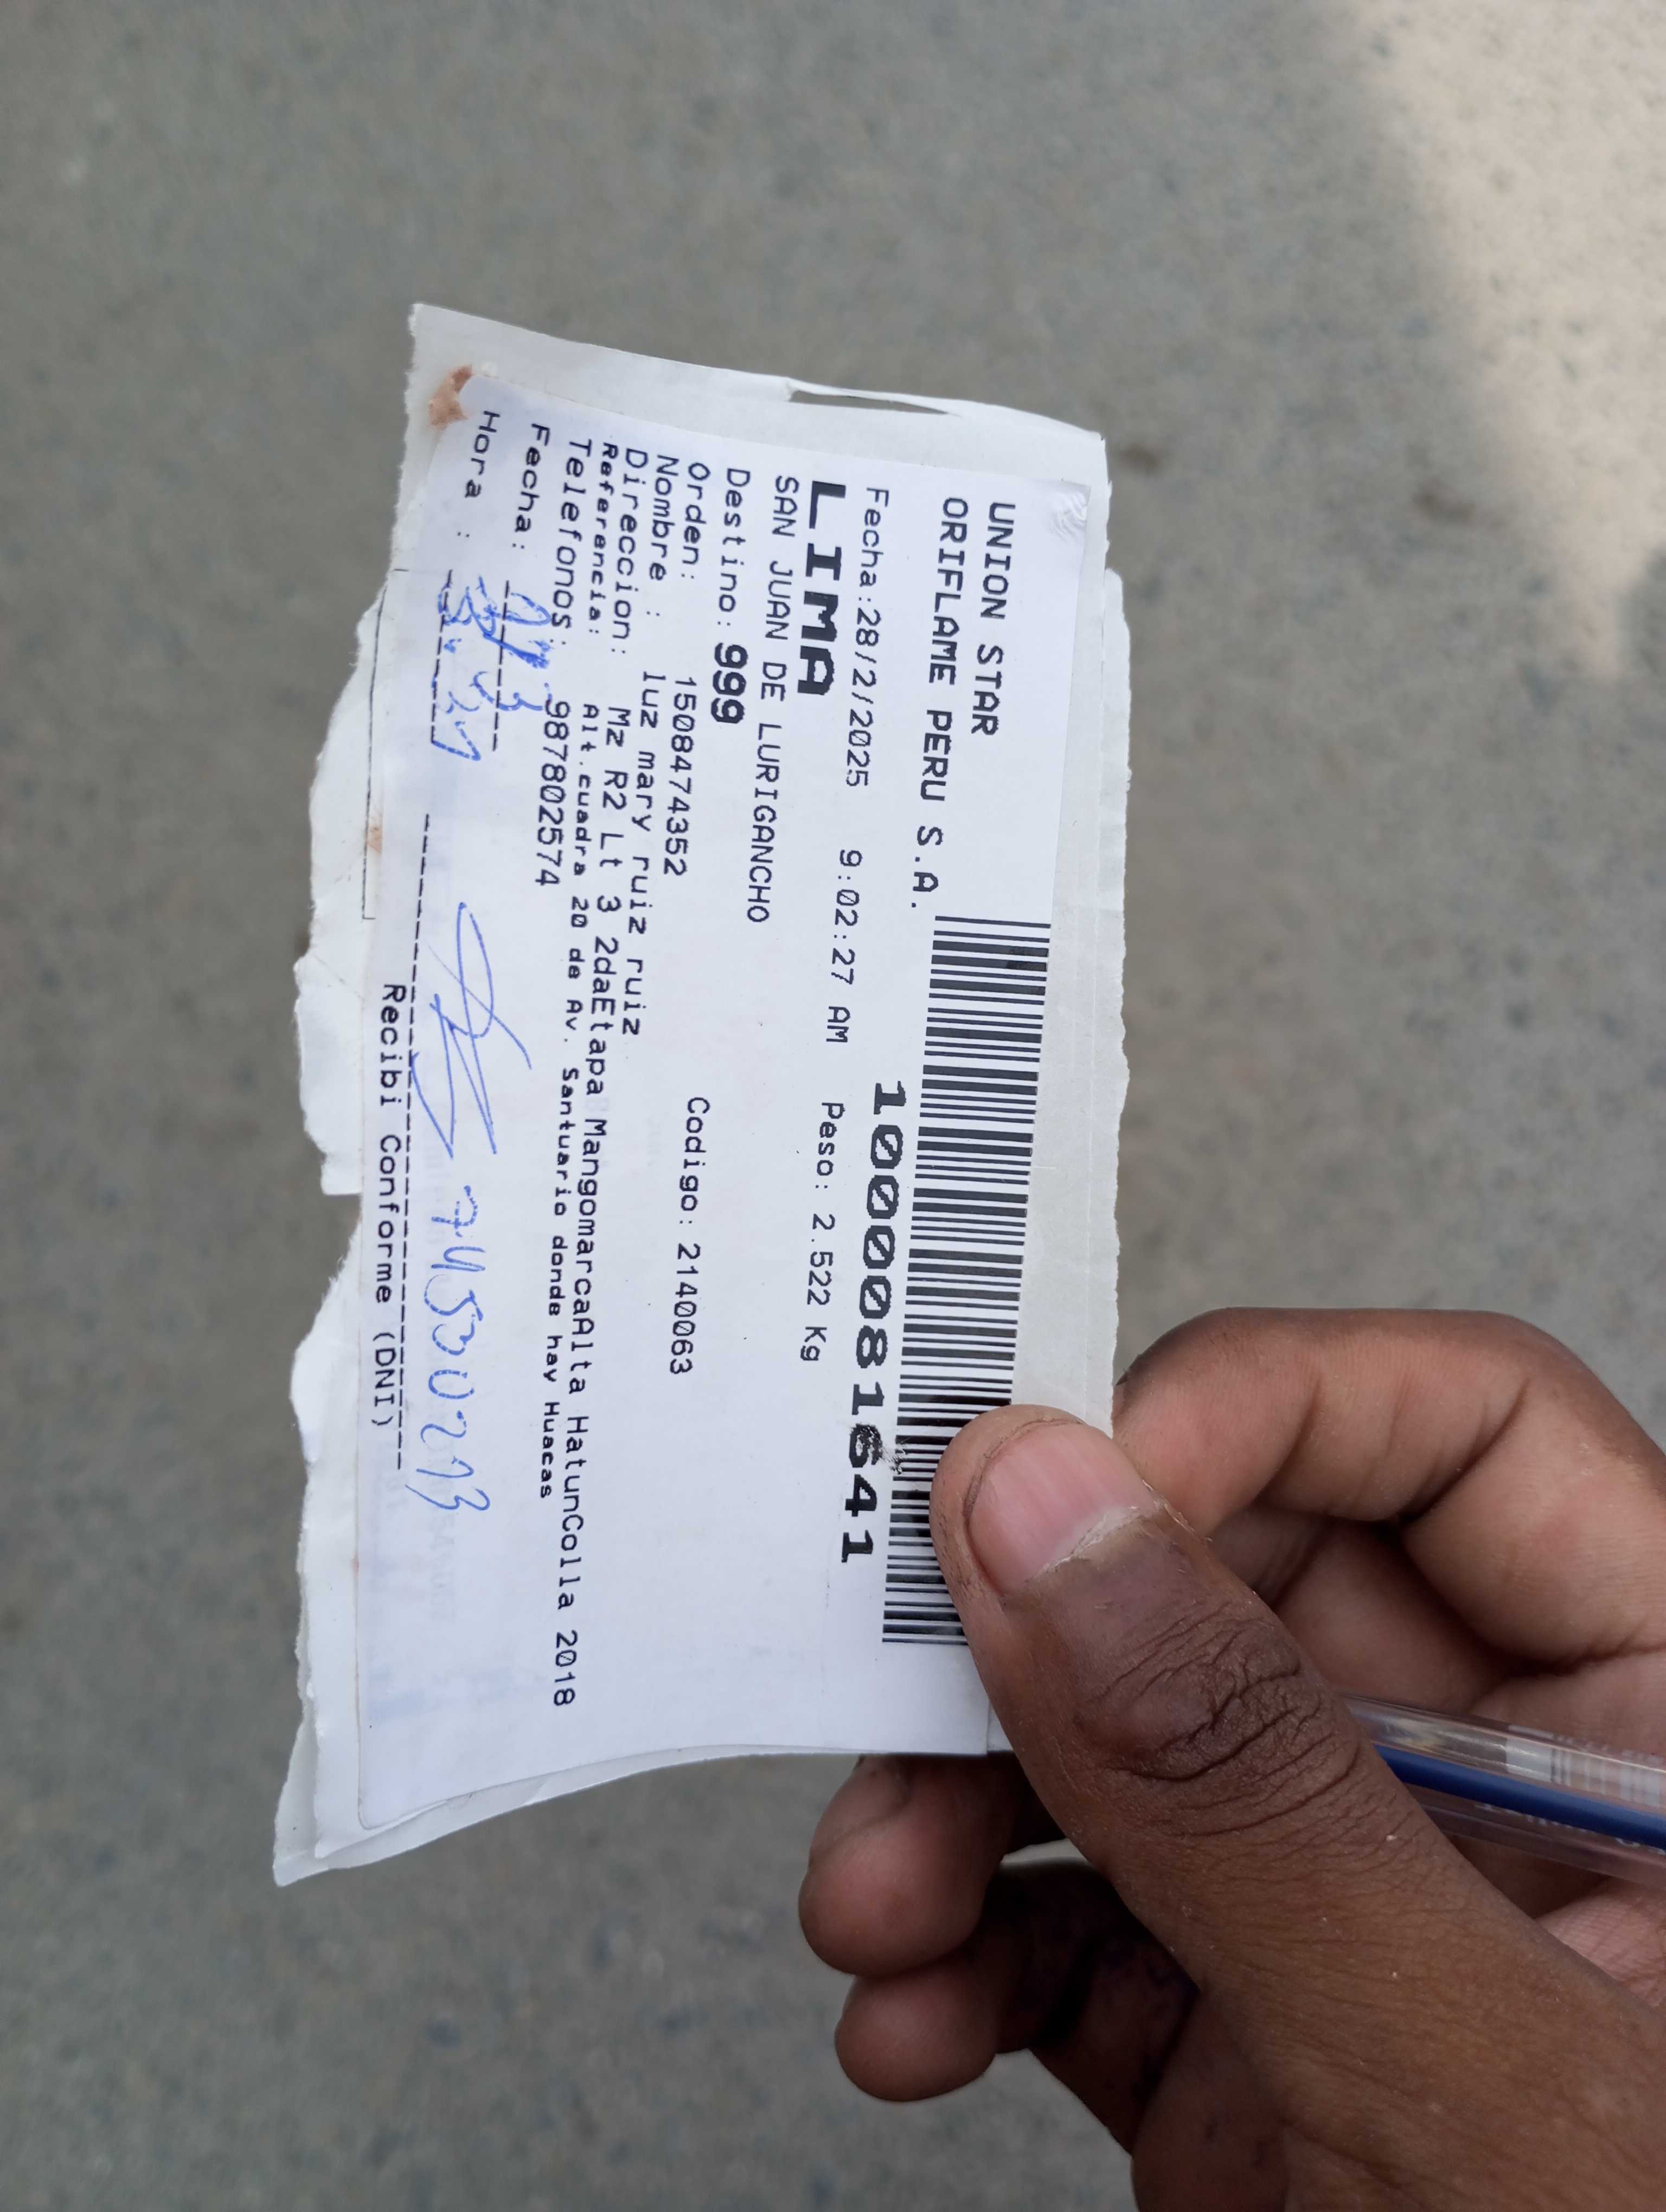 UNION STAR
ORIFLAME PERU S.A.
10000081641
Fecha:28/2/2025 9:02:27 AM Peso: 2.522 Kg
LIMA
SAN JUAN DE LURIGANCHO
Destino: 999
Orden: 1508474352 Codigo: 2140063
Nombre : luz mary ruiz ruiz
Direccion: Mz R2 Lt 3 2daEtapa MangomarcaAlta HatunColla 2018
Referencia: Alt.cuadra 20 de Av. Santuario donde hay Huacas
Telefonos: 987802574
Fecha:
Hora :
Recibi Conforme (DNI)